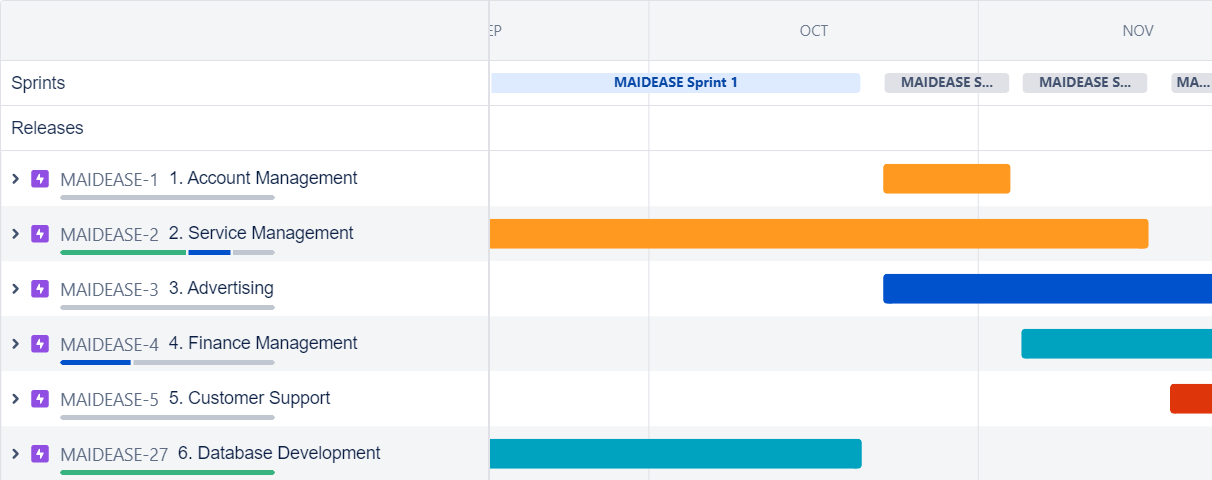 EP OCT NOV
Sprints MAIDEASE Sprint 1 MAIDEASE S... MAIDEASE S... MA...
Releases
MAIDEASE-1 1. Account Management
MAIDEASE-2 2. Service Management
MAIDEASE-3 3. Advertising
MAIDEASE-4 4. Finance Management
MAIDEASE-5 5. Customer Support
MAIDEASE-27 6. Database Development